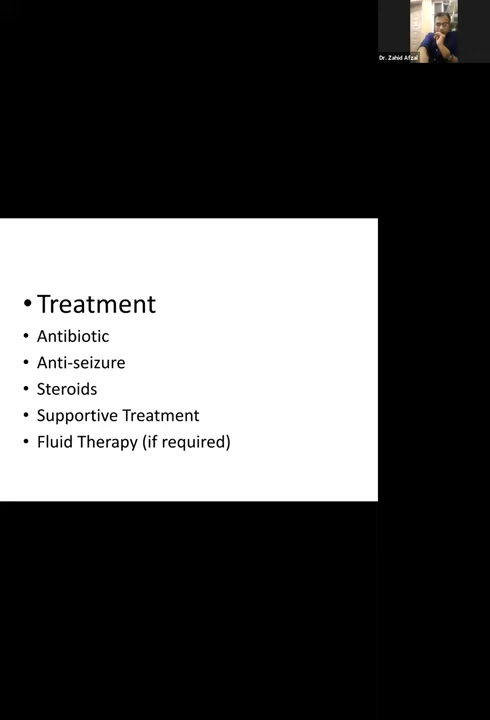 Dr. Zahid Afzal
• Treatment
• Antibiotic
• Anti-seizure
• Steroids
• Supportive Treatment
• Fluid Therapy (if required)